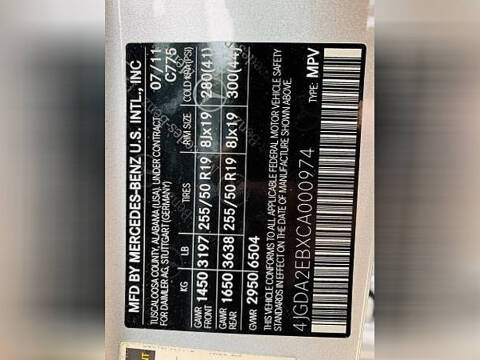 MFD BY MERCEDES-BENZ U.S. INTL., INC
TUSCALOOSA COUNTY, ALABAMA (USA), UNDER CONTRACT 07/11
FOR DAIMLER AG, STUTTGART (GERMANY) C775
KG LB TIRES RIM SIZE COLD KPA(PSI)
GAWR FRONT 1450 3197 255/50 R19 8Jx19 280(41)
GAWR REAR 1650 3638 255/50 R19 8Jx19 300(44)
GVWR 2950 6504
THIS VEHICLE CONFORMS TO ALL APPLICABLE FEDERAL MOTOR VEHICLE SAFETY
STANDARDS IN EFFECT ON THE DATE OF MANUFACTURE SHOWN ABOVE.
4JGDA2EBXCA000974 TYPE: MPV